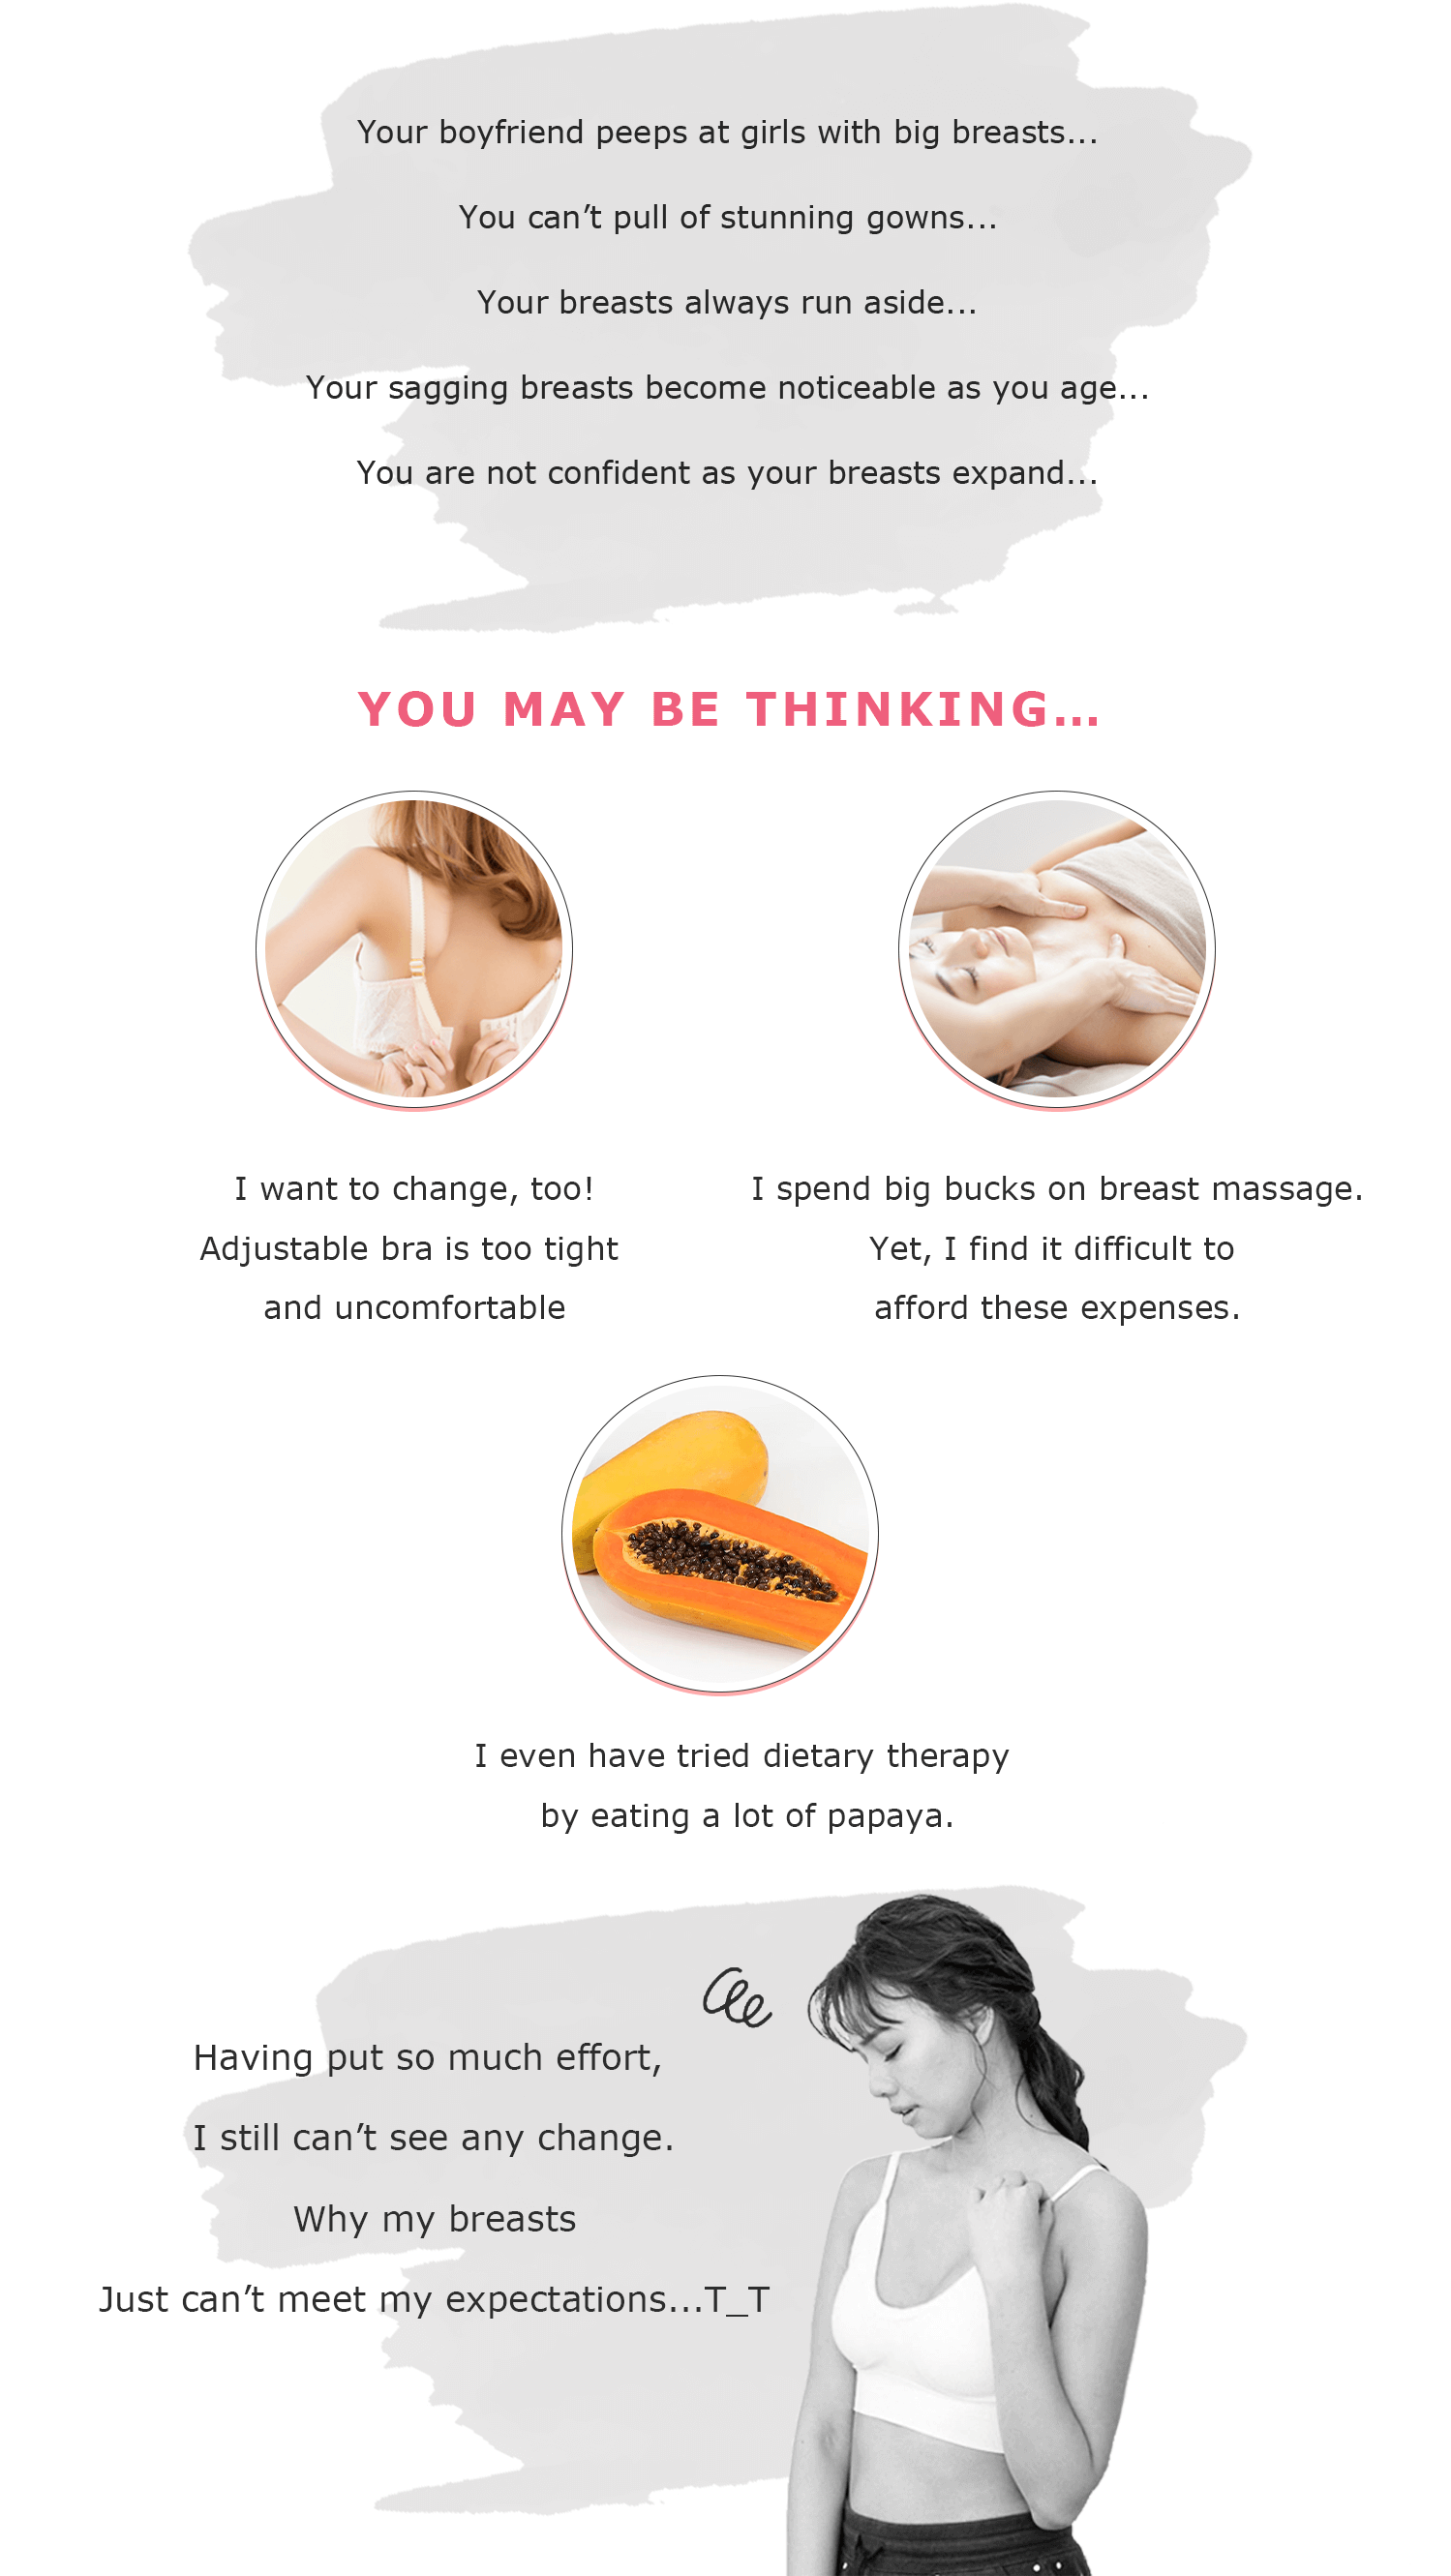 Your boyfriend peeps at girls with big breasts...
You can’t pull of stunning gowns...
Your breasts always run aside...
Your sagging breasts become noticeable as you age...
You are not confident as your breasts expand...
YOU MAY BE THINKING...
I want to change, too!
Adjustable bra is too tight
and uncomfortable
I spend big bucks on breast massage.
Yet, I find it difficult to
afford these expenses.
I even have tried dietary therapy
by eating a lot of papaya.
Having put so much effort,
I still can’t see any change.
Why my breasts
Just can’t meet my expectations...T_T